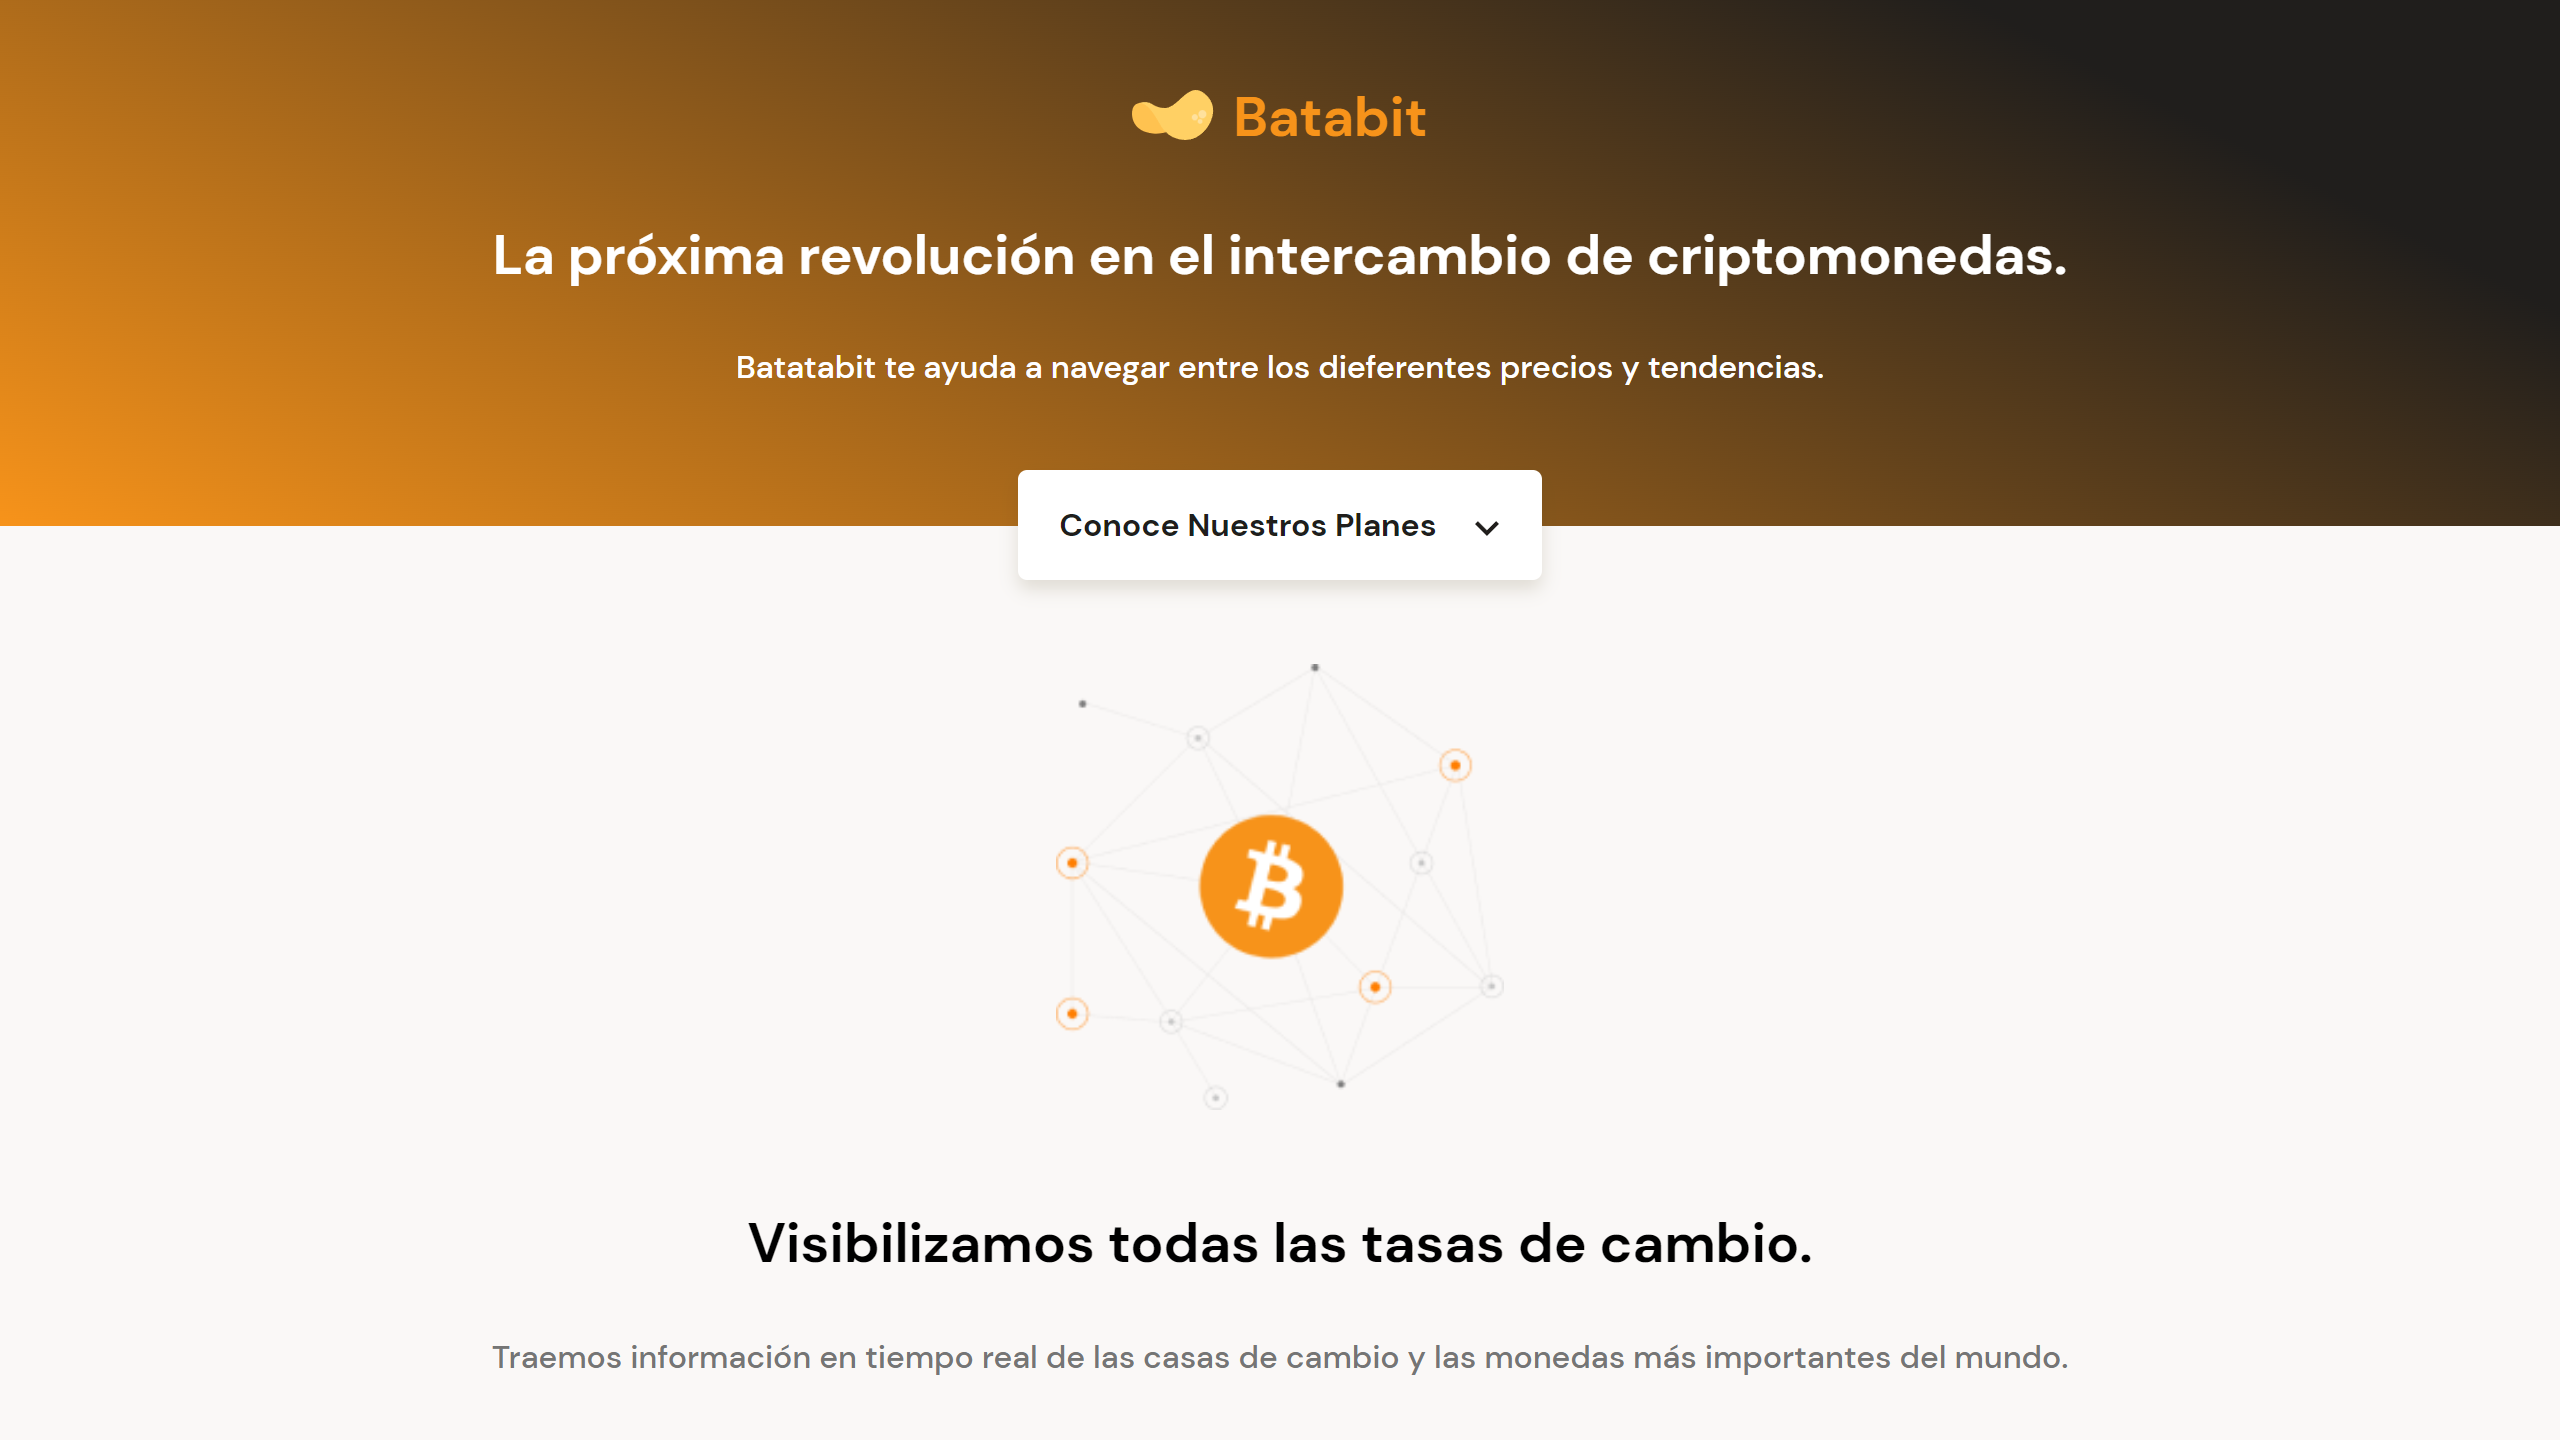 Batabit
La próxima revolución en el intercambio de criptomonedas.
Batatabit te ayuda a navegar entre los dieferentes precios y tendencias.
Conoce Nuestros Planes
Visibilizamos todas las tasas de cambio.
Traemos información en tiempo real de las casas de cambio y las monedas más importantes del mundo.